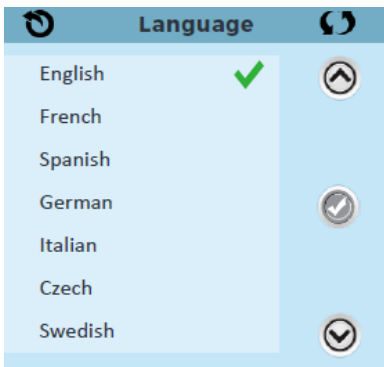 Language
English
French
Spanish
German
Italian
Czech
Swedish